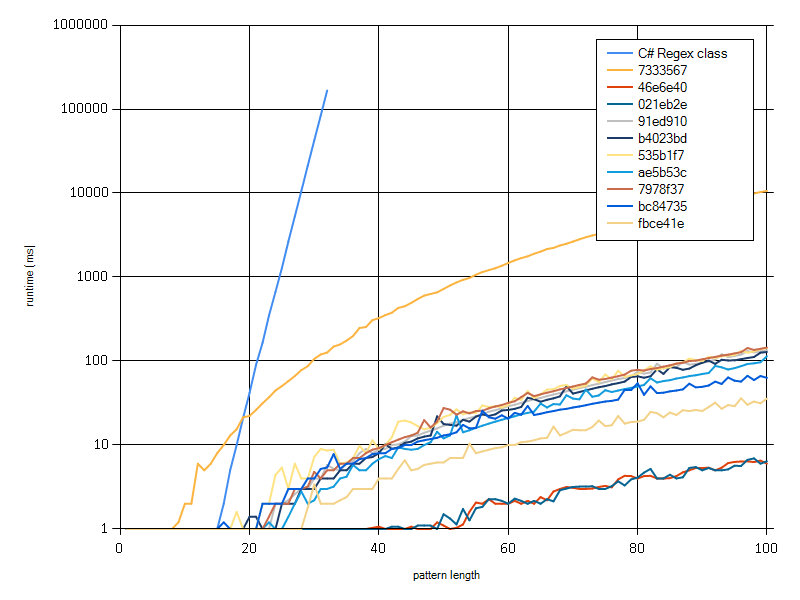 1000000
100000
10000
1000
100
10
1
runtime [ms]
0
20
40
60
80
100
pattern length
C# Regex class
7333567
46e6e40
021eb2e
91ed910
b4023bd
535b1f7
ae5b53c
7978f37
bc84735
fbce41e